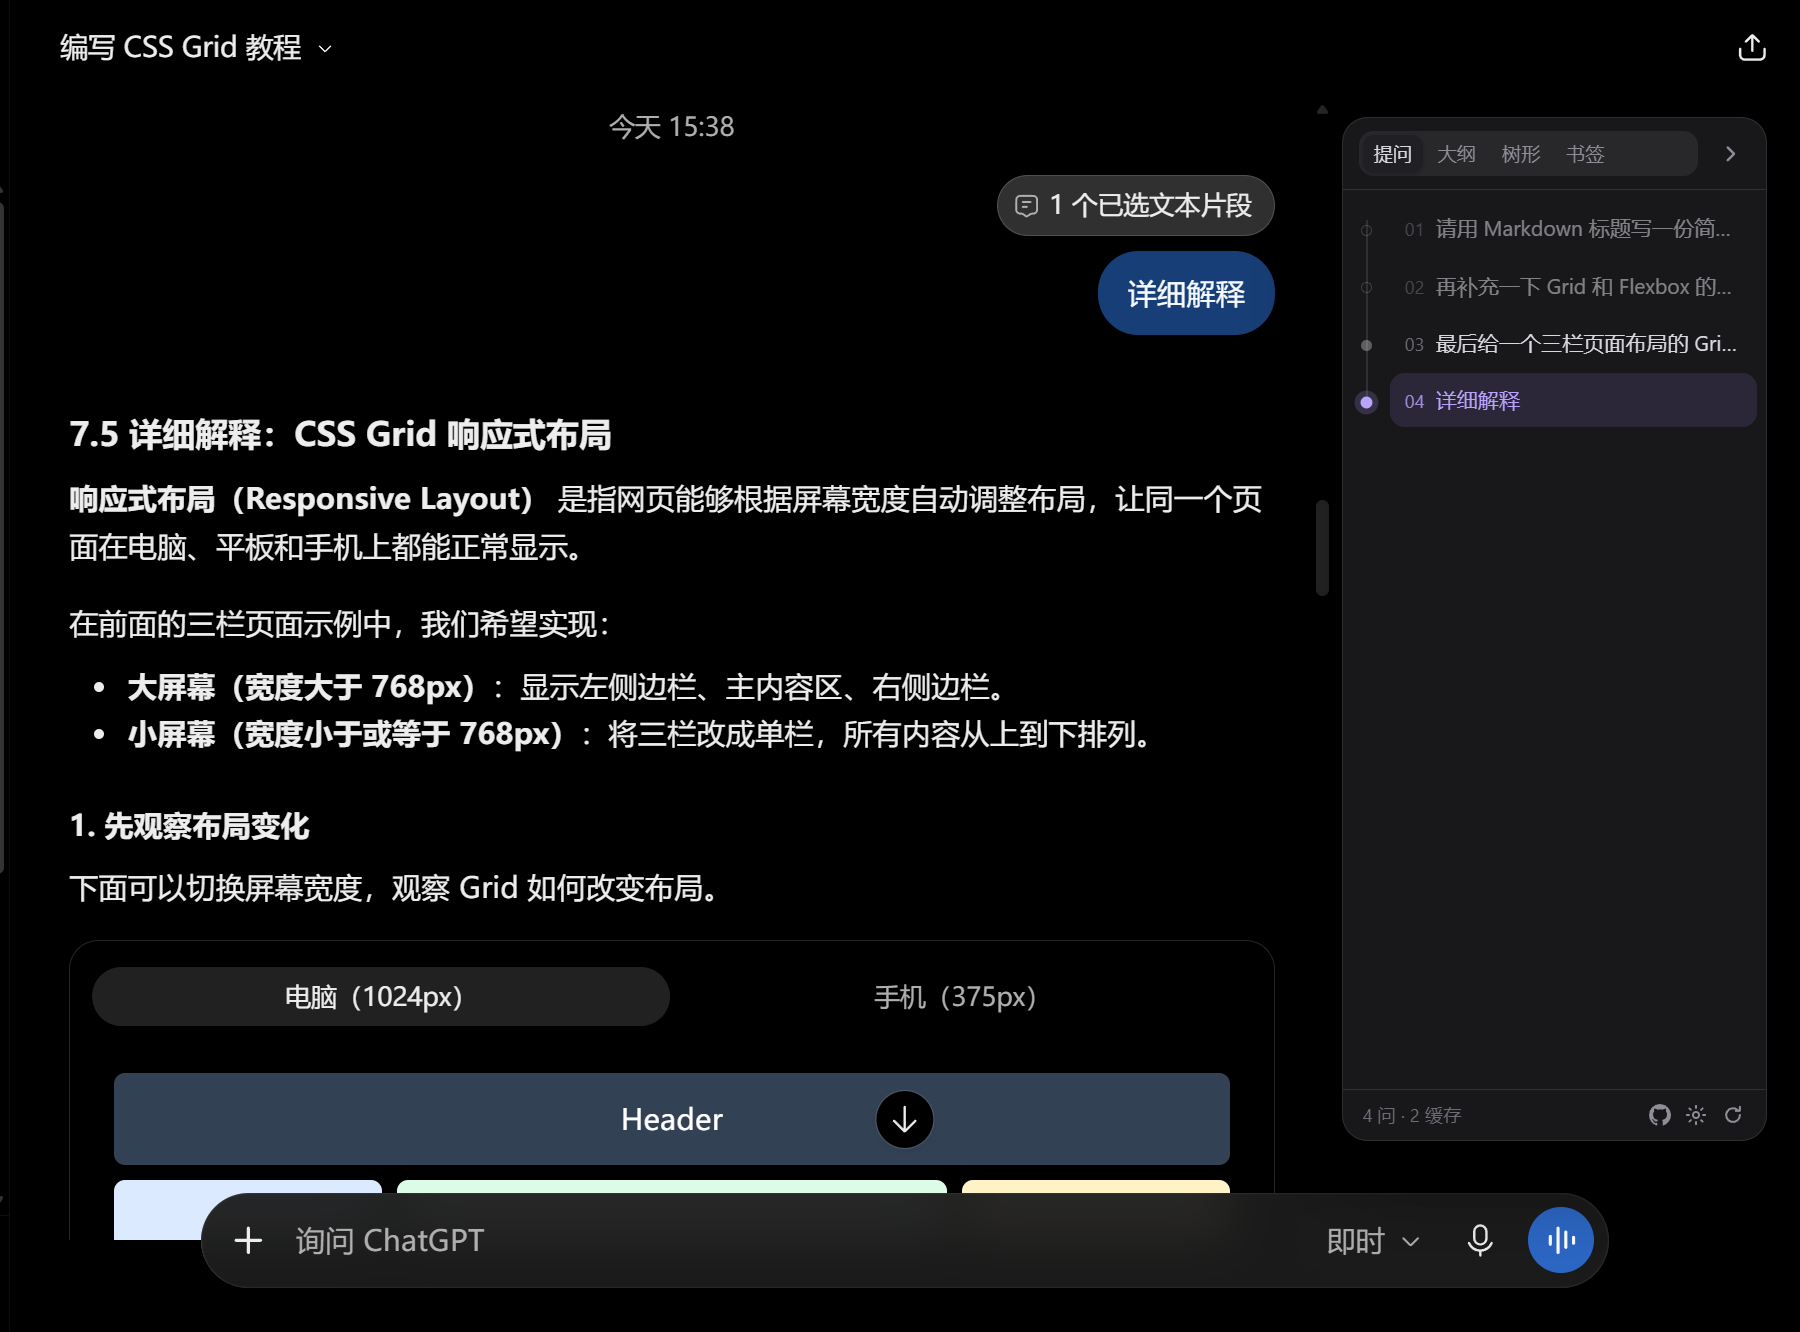 编写 CSS Grid 教程
今天 15:38
1 个已选文本片段
详细解释
7.5 详细解释：CSS Grid 响应式布局
响应式布局（Responsive Layout） 是指网页能够根据屏幕宽度自动调整布局，让同一个页
面在电脑、平板和手机上都能正常显示。
在前面的三栏页面示例中，我们希望实现：
• 大屏幕（宽度大于 768px）：显示左侧边栏、主内容区、右侧边栏。
• 小屏幕（宽度小于或等于 768px）：将三栏改成单栏，所有内容从上到下排列。
1. 先观察布局变化
下面可以切换屏幕宽度，观察 Grid 如何改变布局。
电脑（1024px） 手机（375px）
Header
询问 ChatGPT 即时
提问 大纲 树形 书签
01 请用 Markdown 标题写一份简...
02 再补充一下 Grid 和 Flexbox 的...
03 最后给一个三栏页面布局的 Gri...
04 详细解释
4 问 · 2 缓存